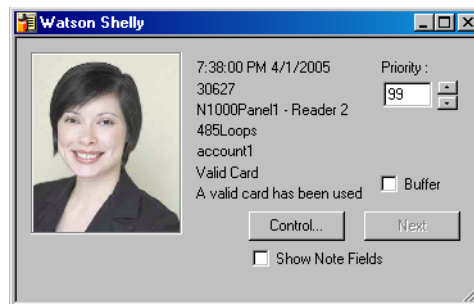 Watson Shelly
7:38:00 PM 4/1/2005
30627
N1000Panel1 - Reader 2
485Loops
account1
Valid Card
A valid card has been used
Priority :
99
Buffer
Control...
Next
Show Note Fields